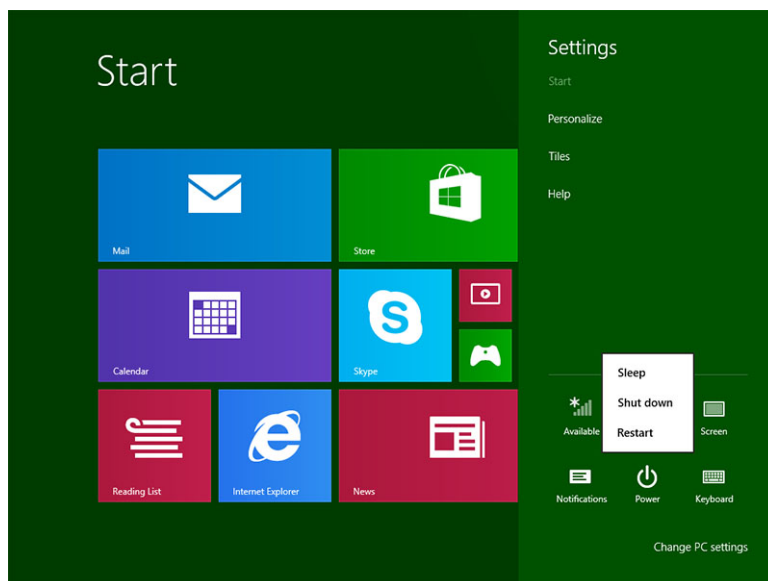 Start
Mail
Store
Calendar
Skype
Reading List
Internet Explorer
News
Settings
Start
Personalize
Tiles
Help
Sleep
Shut down
Restart
Available
Screen
Notifications
Power
Keyboard
Change PC settings